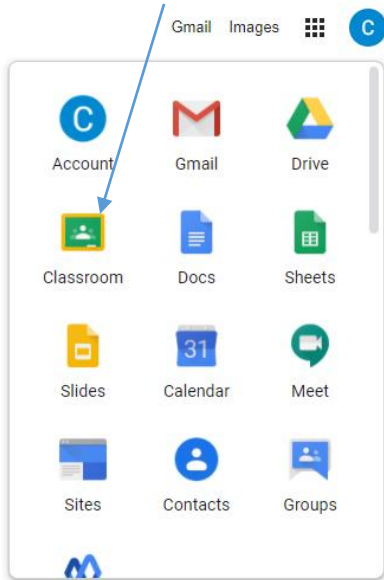 Gmail Images C
C
Account Gmail Drive
Classroom Docs Sheets
31
Slides Calendar Meet
Sites Contacts Groups